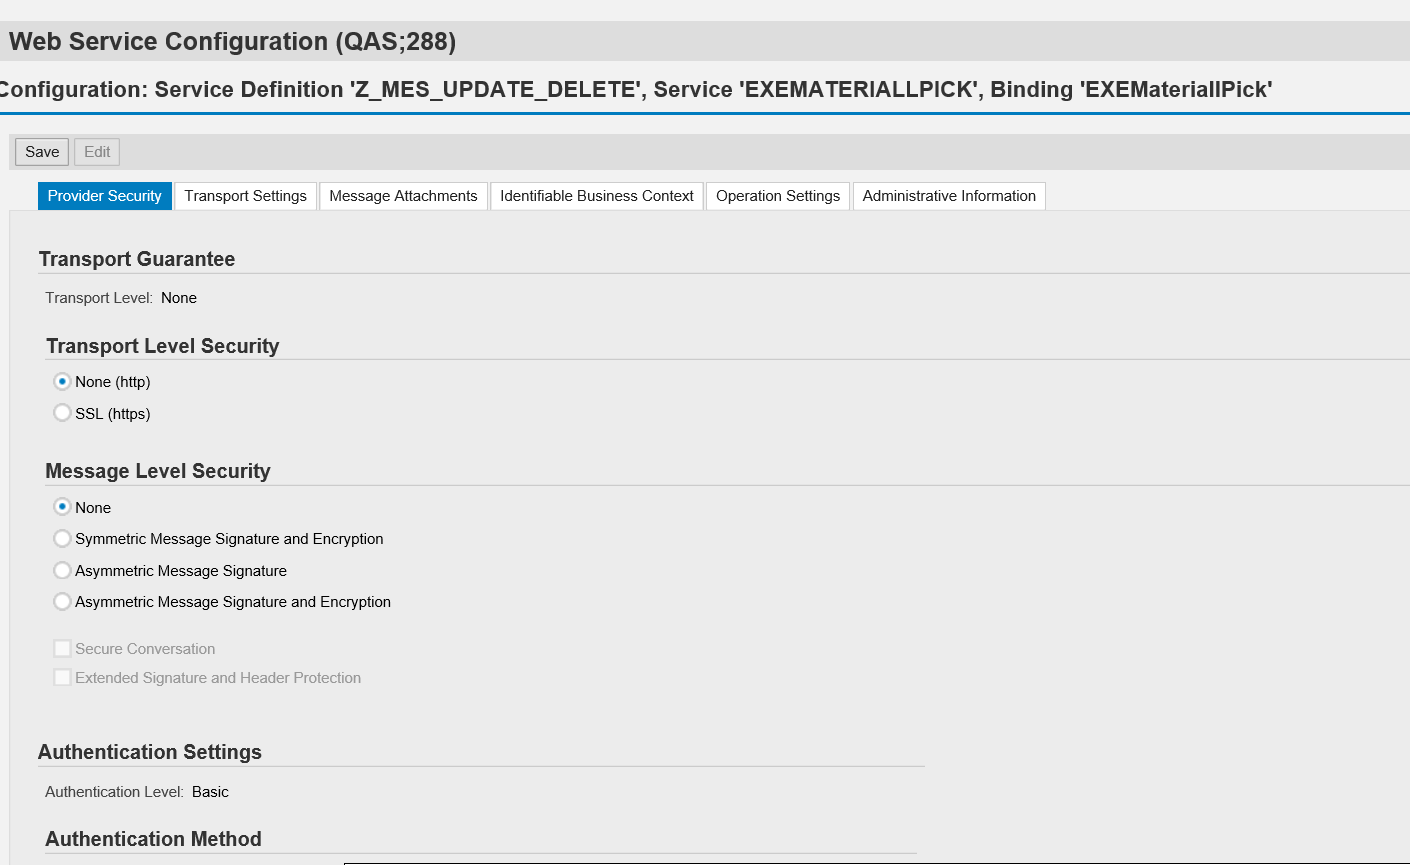 Web Service Configuration (QAS;288)
Configuration: Service Definition 'Z_MES_UPDATE_DELETE', Service 'EXEMATERIALLPICK', Binding 'EXEMateriallPick'
Save Edit
Provider Security Transport Settings Message Attachments Identifiable Business Context Operation Settings Administrative Information
Transport Guarantee
Transport Level: None
Transport Level Security
None (http)
SSL (https)
Message Level Security
None
Symmetric Message Signature and Encryption
Asymmetric Message Signature
Asymmetric Message Signature and Encryption
Secure Conversation
Extended Signature and Header Protection
Authentication Settings
Authentication Level: Basic
Authentication Method